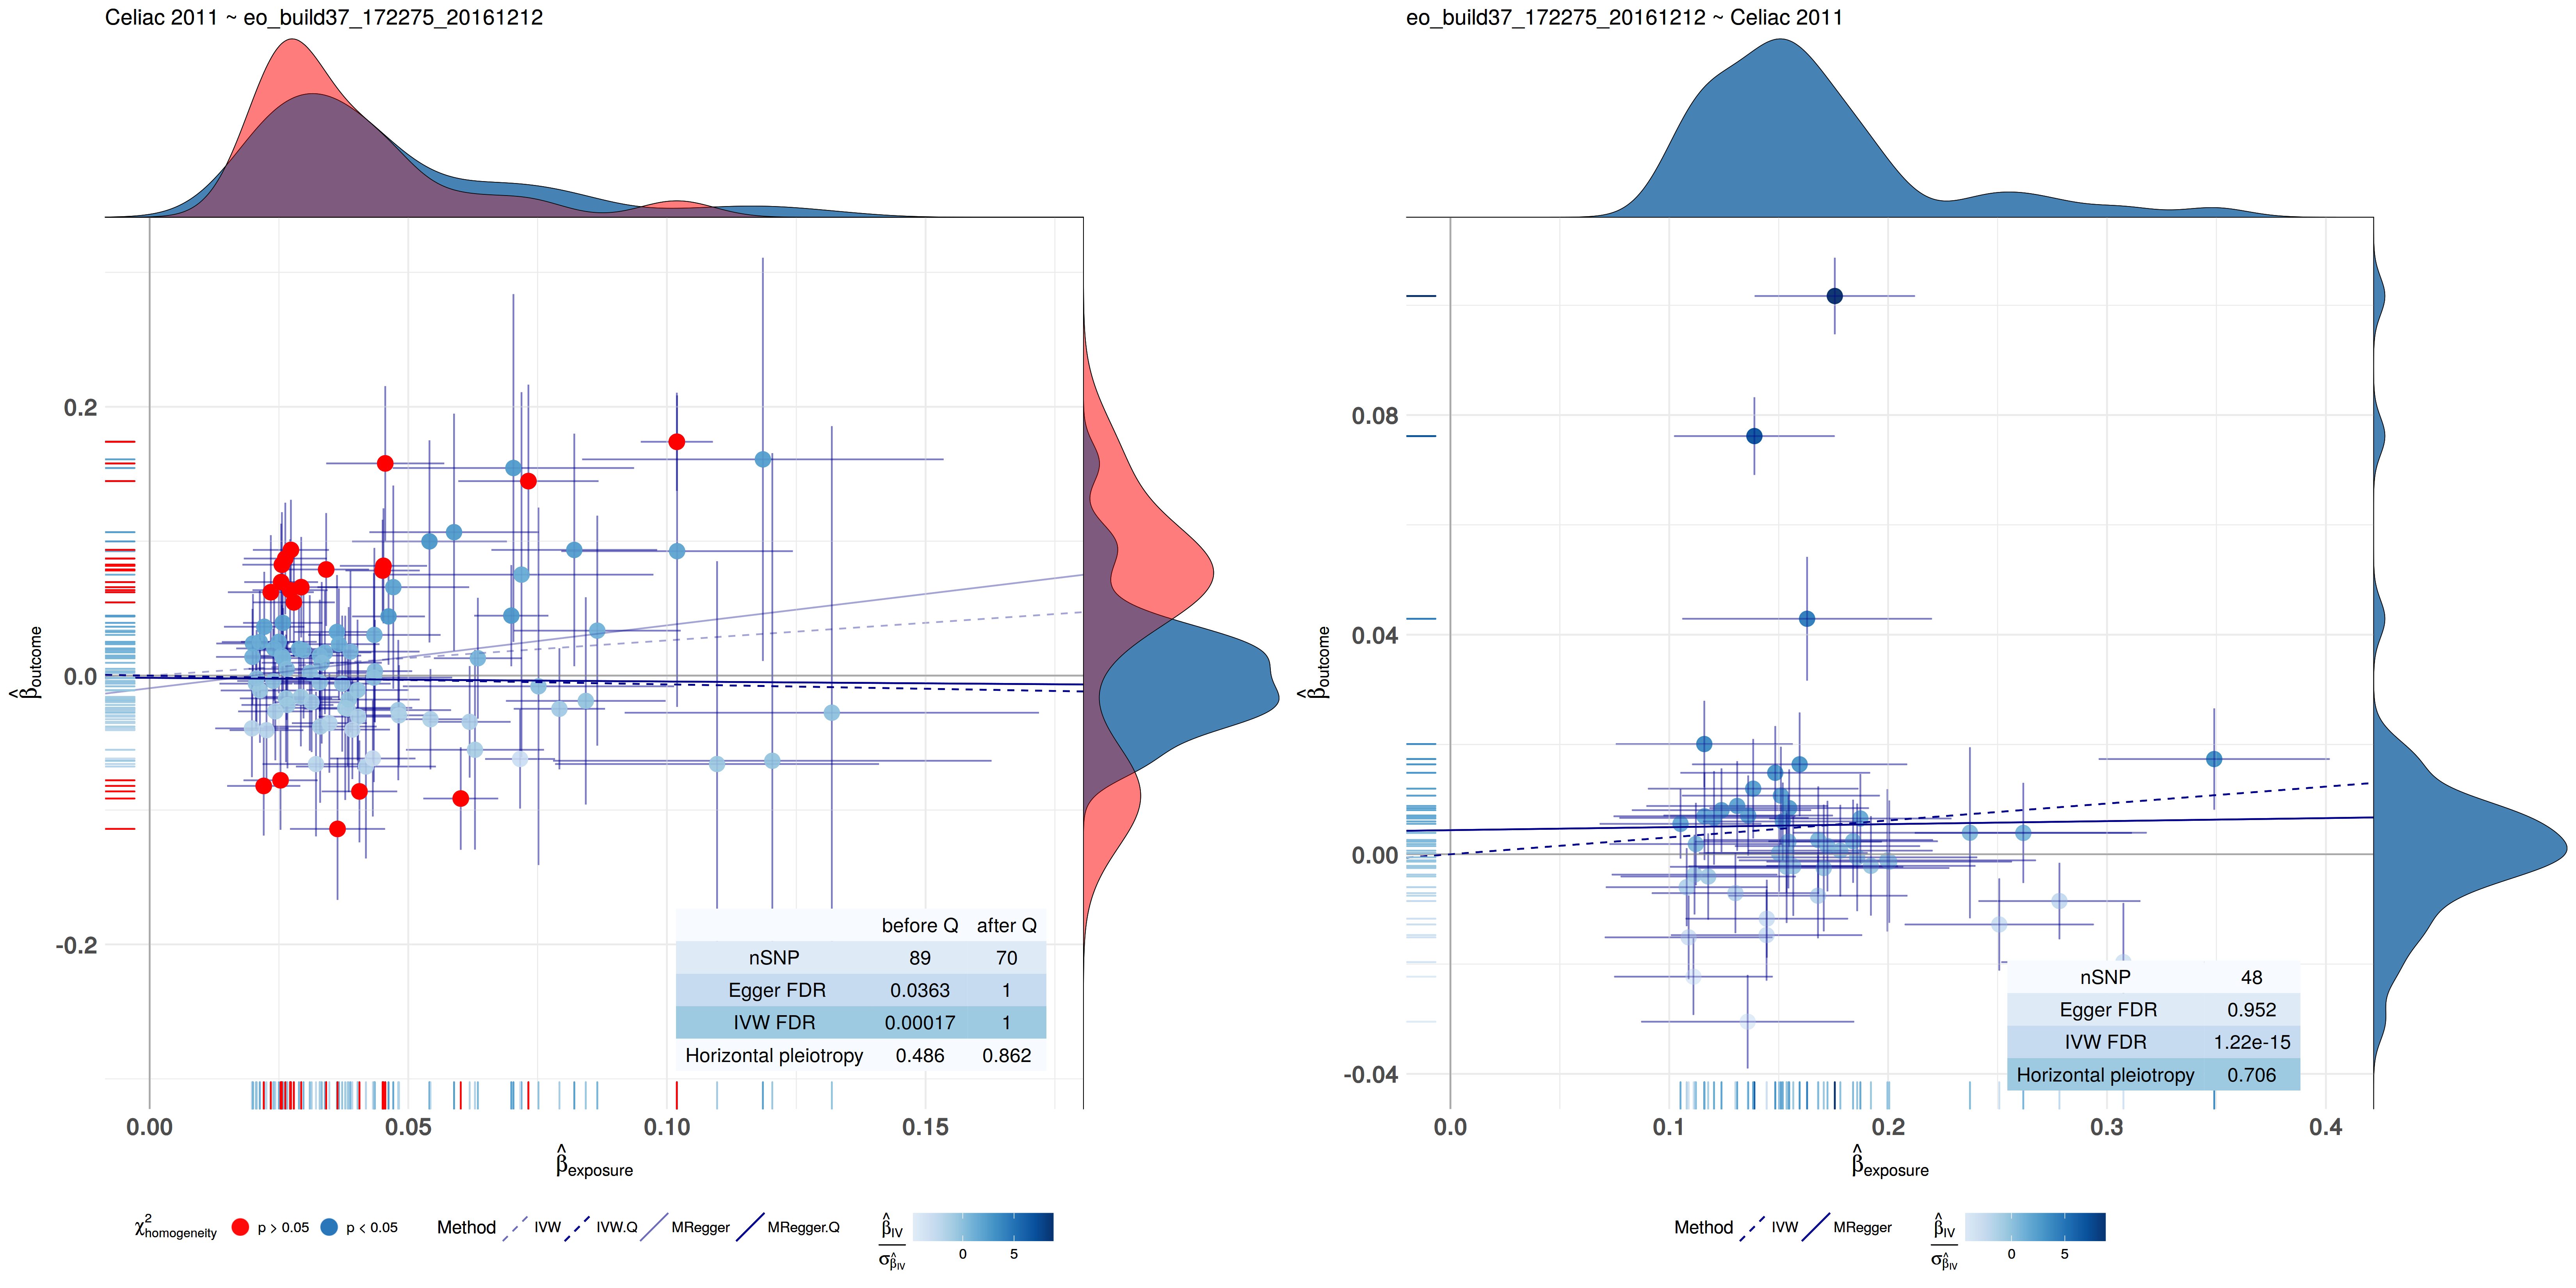 Celiac 2011 ~ eo_build37_172275_20161212
0.2
0.0
-0.2
β̂outcome
before Q after Q
nSNP 89 70
Egger FDR 0.0363 1
IVW FDR 0.00017 1
Horizontal pleiotropy 0.486 0.862
0.00 0.05 0.10 0.15
β̂exposure
χ²homogeneity p > 0.05 p < 0.05 Method IVW IVW.Q MRegger MRegger.Q β̂IV / σβ̂IV 0 5
eo_build37_172275_20161212 ~ Celiac 2011
0.08
0.04
0.00
-0.04
β̂outcome
nSNP 48
Egger FDR 0.952
IVW FDR 1.22e-15
Horizontal pleiotropy 0.706
0.0 0.1 0.2 0.3 0.4
β̂exposure
Method IVW MRegger β̂IV / σβ̂IV 0 5